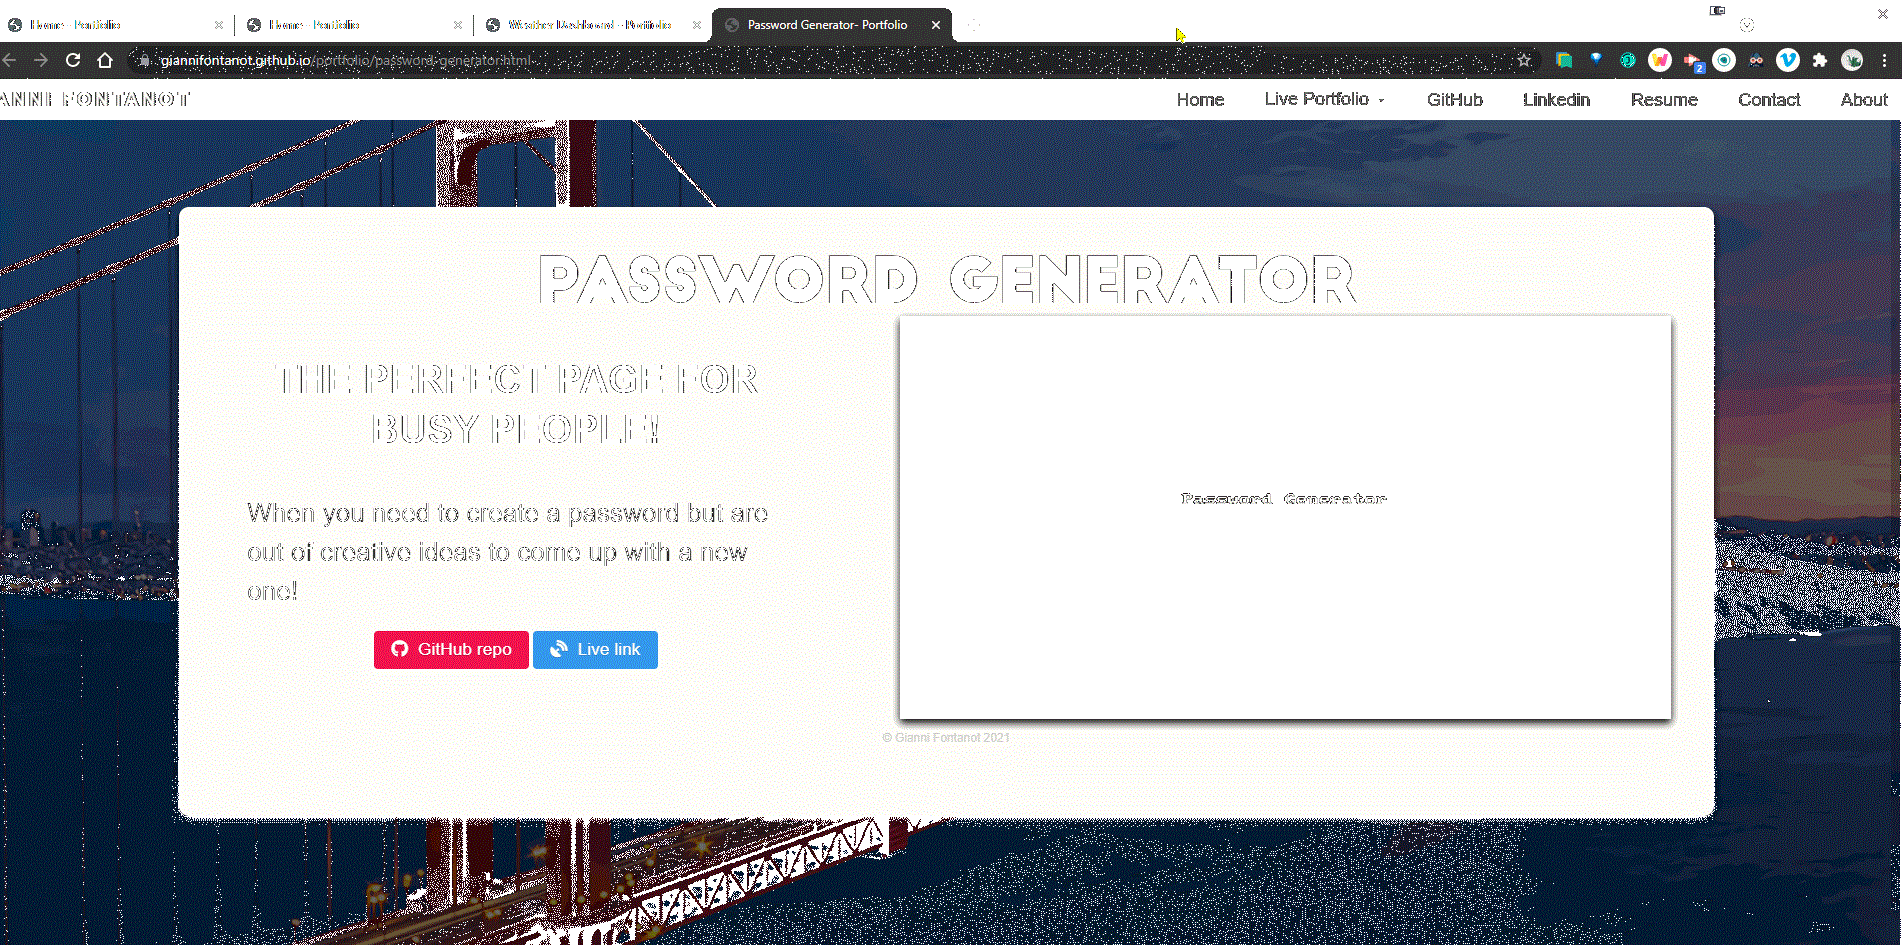 Home - Portfolio
Home - Portfolio
Weather Dashboard - Portfolio
Password Generator- Portfolio
giannifontanot.github.io/portfolio/password-generator.html
2
ANNI FONTANOT
Home
Live Portfolio
GitHub
Linkedin
Resume
Contact
About
PASSWORD GENERATOR
THE PERFECT PAGE FOR
BUSY PEOPLE!
When you need to create a password but are
out of creative ideas to come up with a new
one!
GitHub repo
Live link
Password Generator
© Gianni Fontanot 2021